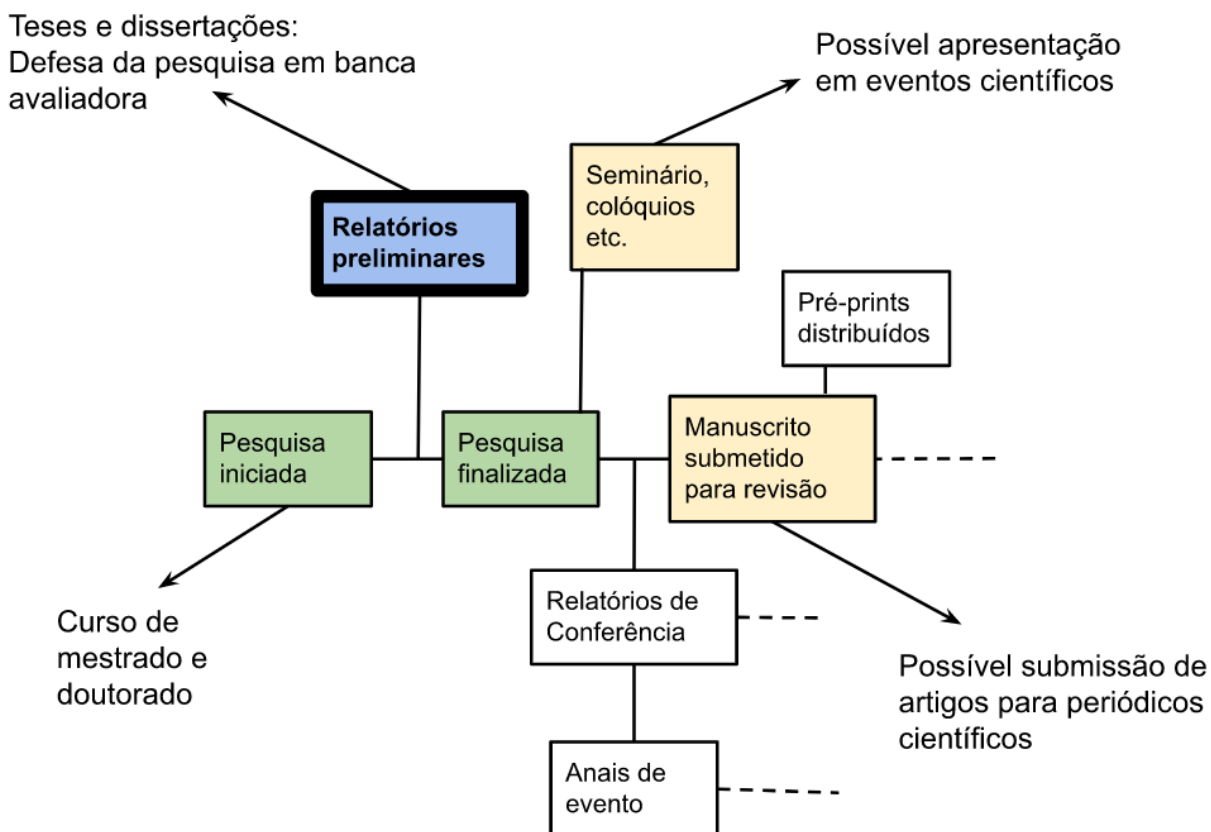 Teses e dissertações:
Defesa da pesquisa em banca
avaliadora
Possível apresentação
em eventos científicos
Seminário,
colóquios
etc.
Relatórios
preliminares
Pré-prints
distribuídos
Pesquisa
iniciada
Pesquisa
finalizada
Manuscrito
submetido
para revisão
Relatórios de
Conferência
Curso de
mestrado e
doutorado
Possível submissão de
artigos para periódicos
científicos
Anais de
evento